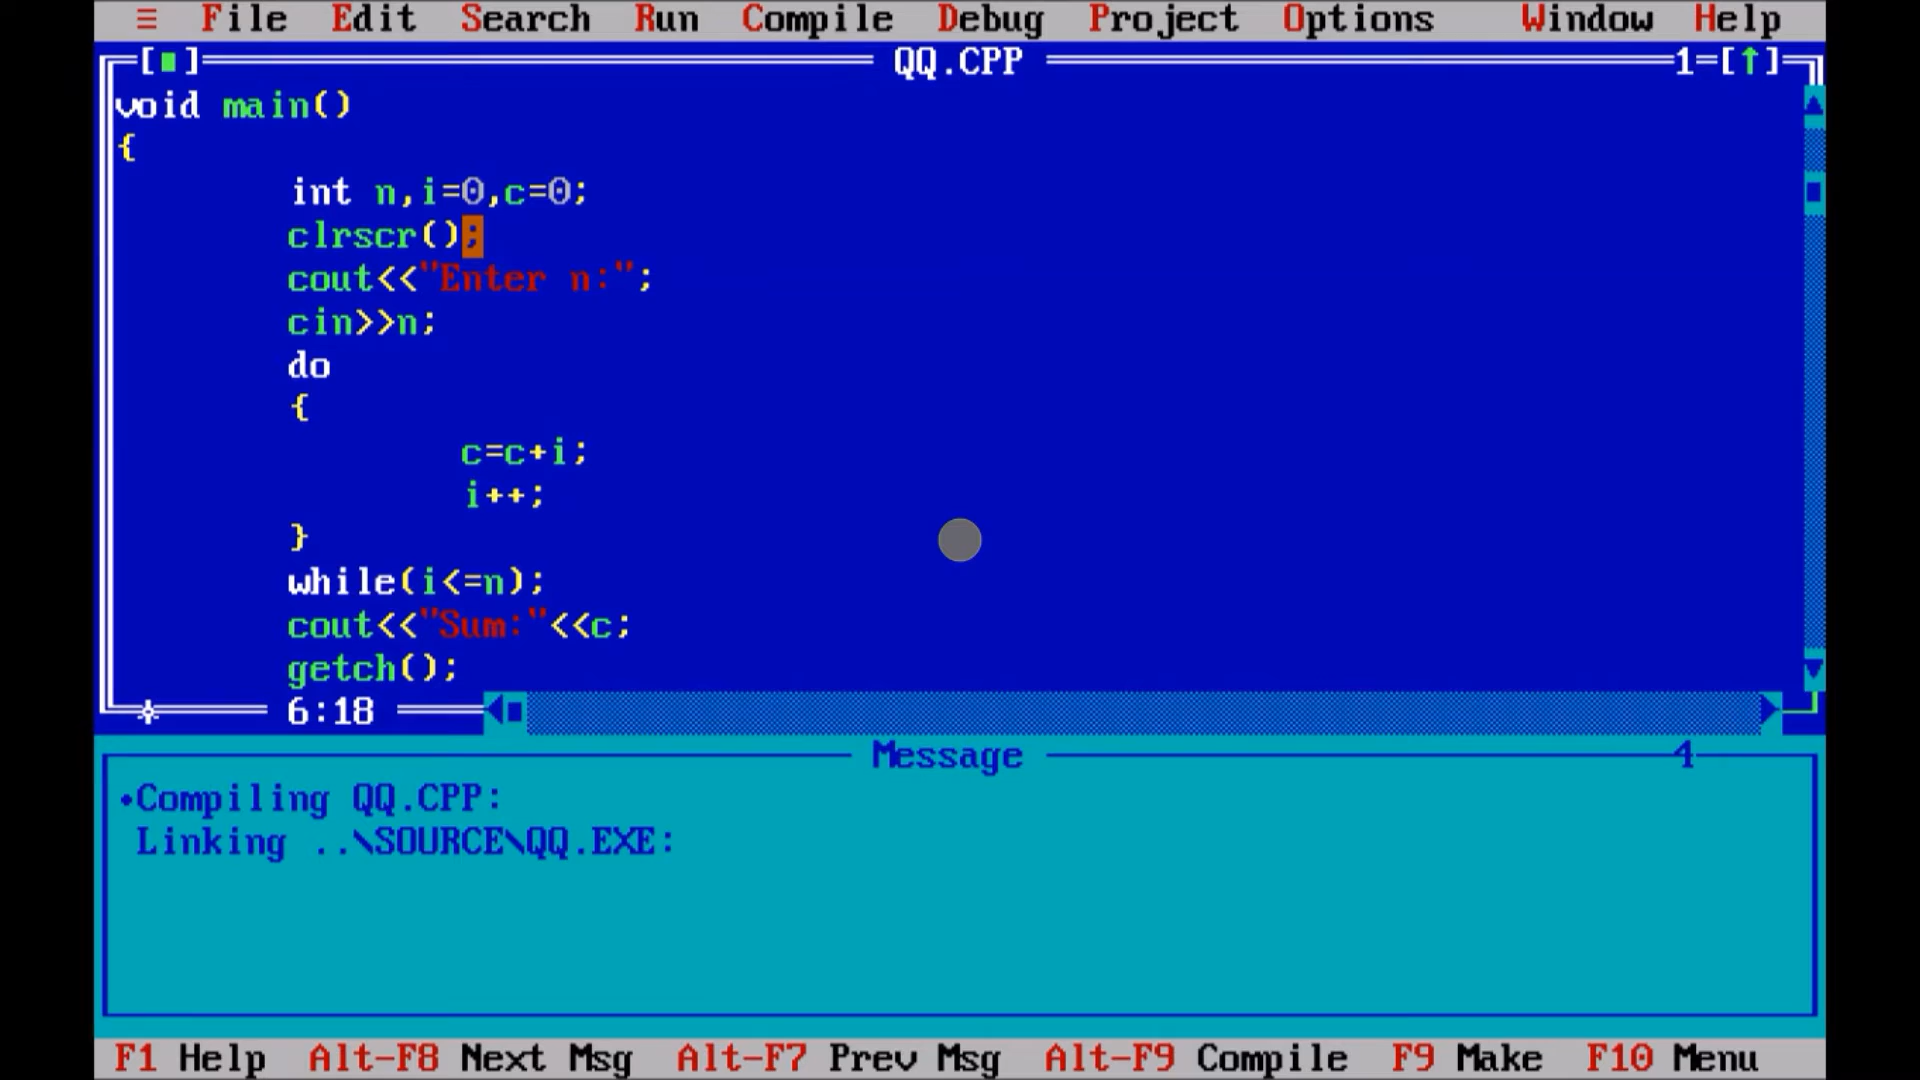 ≡ File Edit Search Run Compile Debug Project Options Window Help
[■] QQ.CPP 1=[↑]
void main()
{
int n,i=0,c=0;
clrscr();
cout<<"Enter n:";
cin>>n;
do
{
c=c+i;
i++;
}
while(i<=n);
cout<<"Sum:"<<c;
getch();
6:18
Message 4
•Compiling QQ.CPP:
Linking ..\SOURCE\QQ.EXE:
F1 Help Alt-F8 Next Msg Alt-F7 Prev Msg Alt-F9 Compile F9 Make F10 Menu